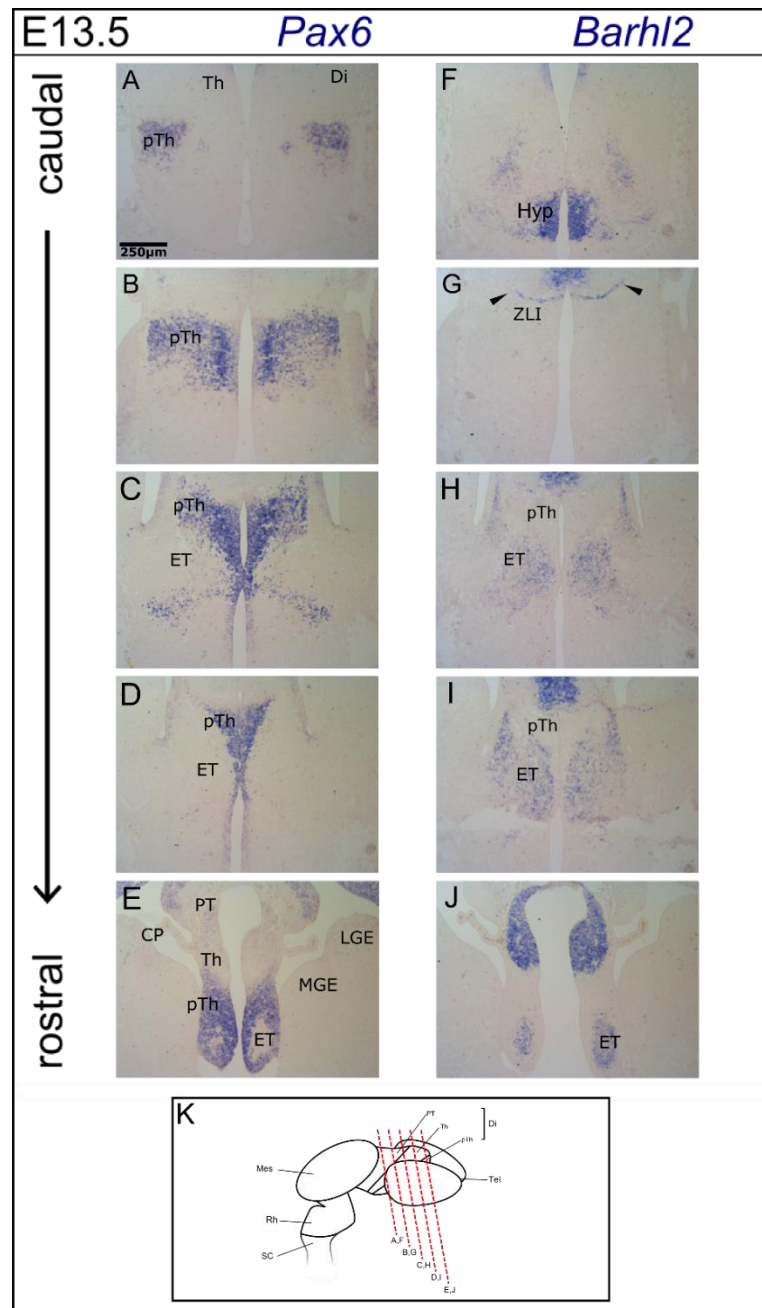 E13.5 Pax6 Barhl2
caudal
rostral
A Th Di
pTh
250µm
F
Hyp
B
pTh
G
ZLI
C
pTh
ET
H
pTh
ET
D
pTh
ET
I
pTh
ET
E
PT
CP
LGE
Th
MGE
pTh
ET
J
ET
K
PT
Th
Di
pTh
Mes
Tel
Rh
SC
A,F
B,G
C,H
D,I
E,J